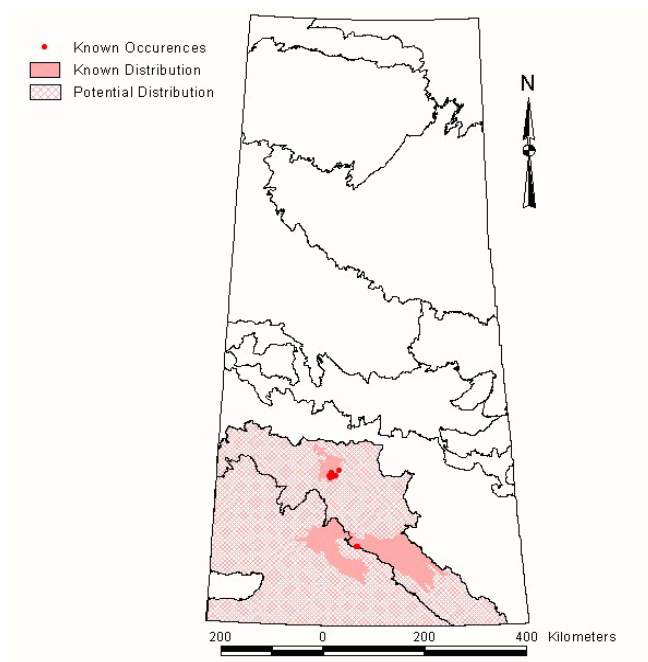 Known Occurences
Known Distribution
Potential Distribution
N
200 0 200 400 Kilometers